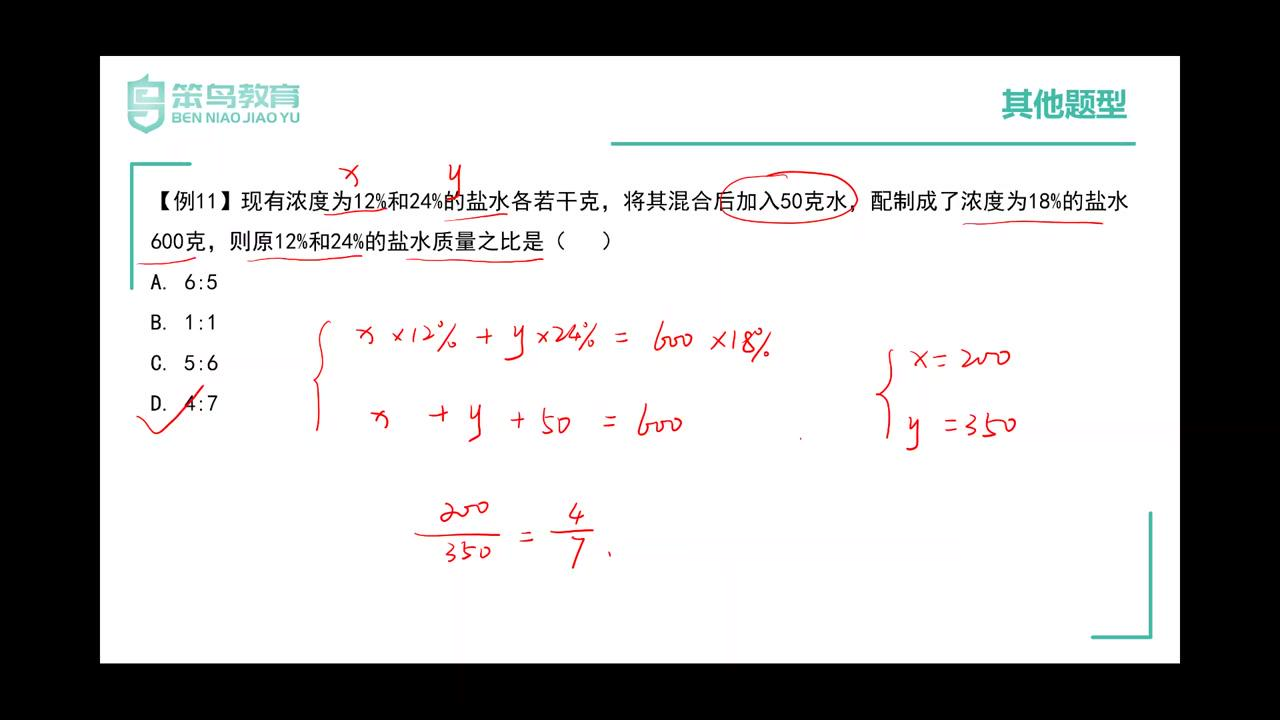 笨鸟教育
BEN NIAO JIAO YU
其他题型
x y
【例11】现有浓度为12%和24%的盐水各若干克，将其混合后加入50克水，配制成了浓度为18%的盐水
600克，则原12%和24%的盐水质量之比是（ ）
A. 6:5
B. 1:1
C. 5:6
D. 4:7
x ×12% + y ×24% = 600 ×18%
x + y + 50 = 600
x = 200
y = 350
200/350 = 4/7